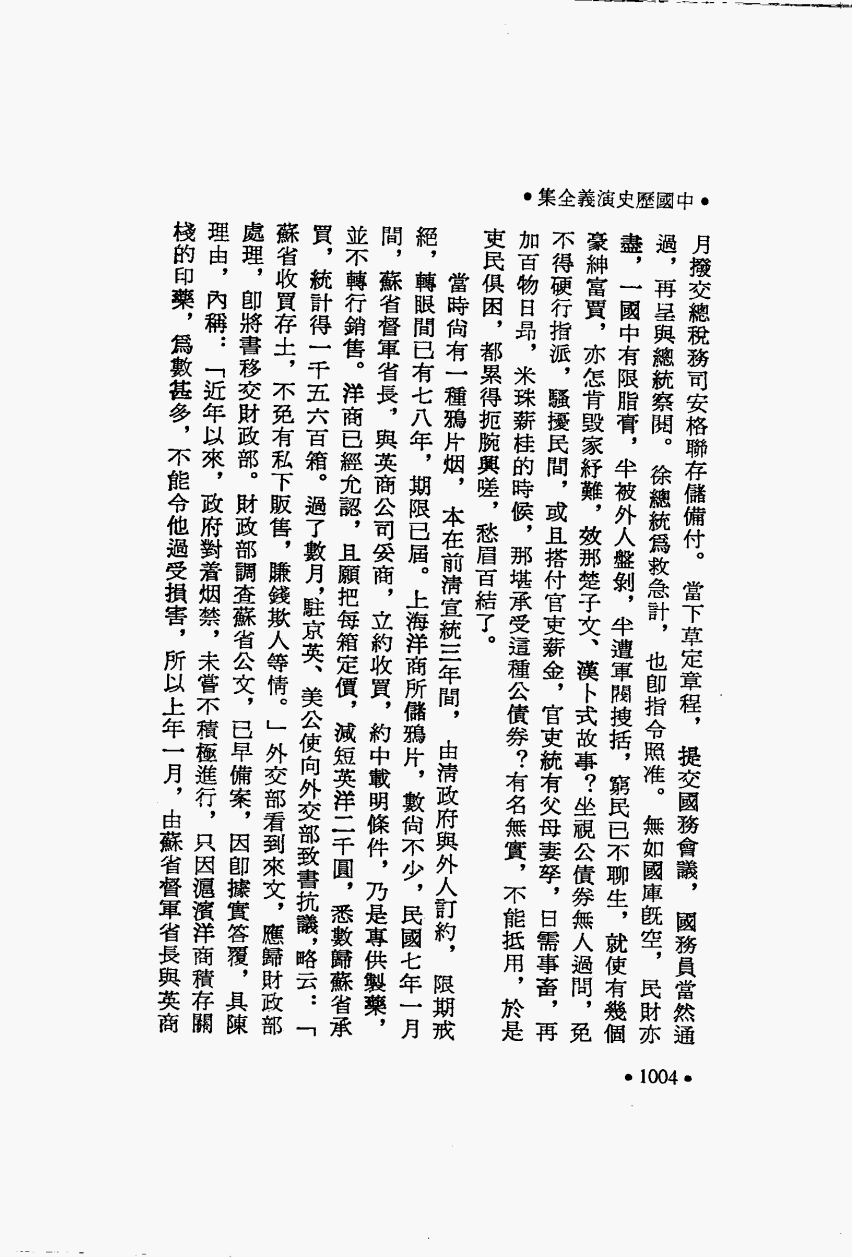 •中國歷史演義全集•
月撥交總稅務司安格聯存儲備付。當下草定章程，提交國務會議，國務員當然通
過，再呈與總統察閱。徐總統爲救急計，也卽指令照准。無如國庫旣空，民財亦
盡，一國中有限脂膏，半被外人盤剝，半遭軍閥搜括，窮民已不聊生，就使有幾個
豪紳富賈，亦怎肯毀家紓難，效那楚子文、漢卜式故事？坐視公債券無人過問，免
不得硬行指派，騷擾民間，或且搭付官吏薪金，官吏統有父母妻孥，日需事畜，再
加百物日昂，米珠薪桂的時候，那堪承受這種公債券？有名無實，不能抵用，於是
吏民俱困，都累得扼腕興嗟，愁眉百結了。
當時尙有一種鴉片烟，本在前淸宣統三年間，由淸政府與外人訂約，限期戒
絕，轉眼間已有七八年，期限已屆。上海洋商所儲鴉片，數尙不少，民國七年一月
間，蘇省督軍省長，與英商公司妥商，立約收買，約中載明條件，乃是專供製藥，
並不轉行銷售。洋商已經允認，且願把每箱定價，減短英洋二千圓，悉數歸蘇省承
買，統計得一千五六百箱。過了數月，駐京英、美公使向外交部致書抗議，略云：「
蘇省收買存土，不免有私下販售，賺錢欺人等情。」外交部看到來文，應歸財政部
處理，卽將書移交財政部。財政部調查蘇省公文，已早備案，因卽據實答覆，具陳
理由，內稱：「近年以來，政府對着烟禁，未嘗不積極進行，只因滬濱洋商積存關
棧的印藥，爲數甚多，不能令他過受損害，所以上年一月，由蘇省督軍省長與英商
•1004•